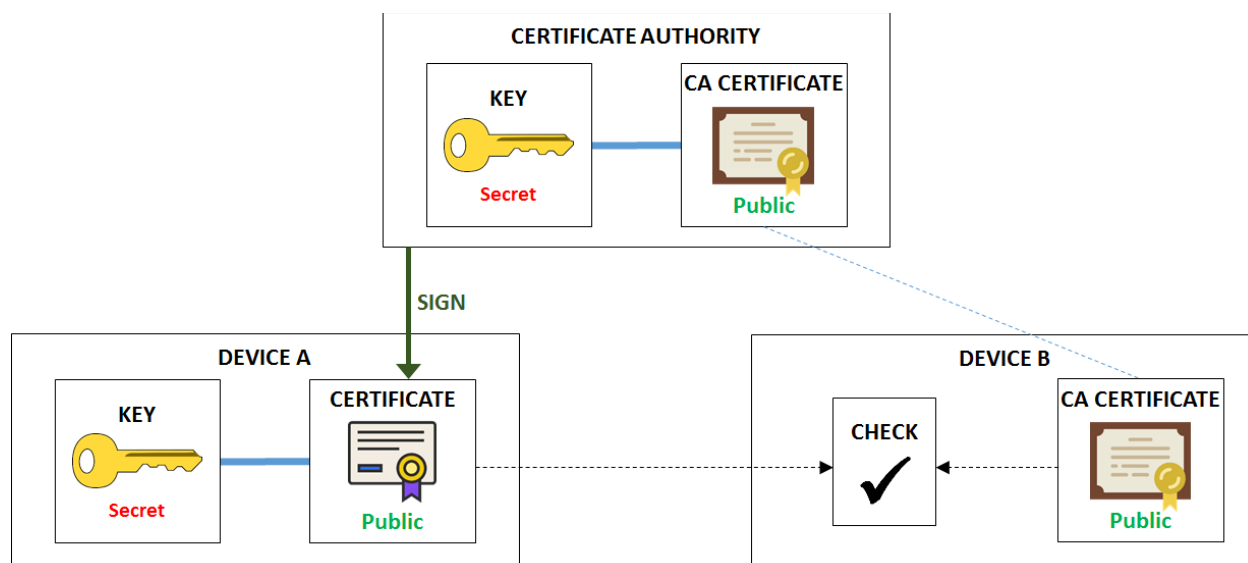 CERTIFICATE AUTHORITY
KEY
Secret
CA CERTIFICATE
Public
SIGN
DEVICE A
KEY
Secret
CERTIFICATE
Public
DEVICE B
CHECK
CA CERTIFICATE
Public